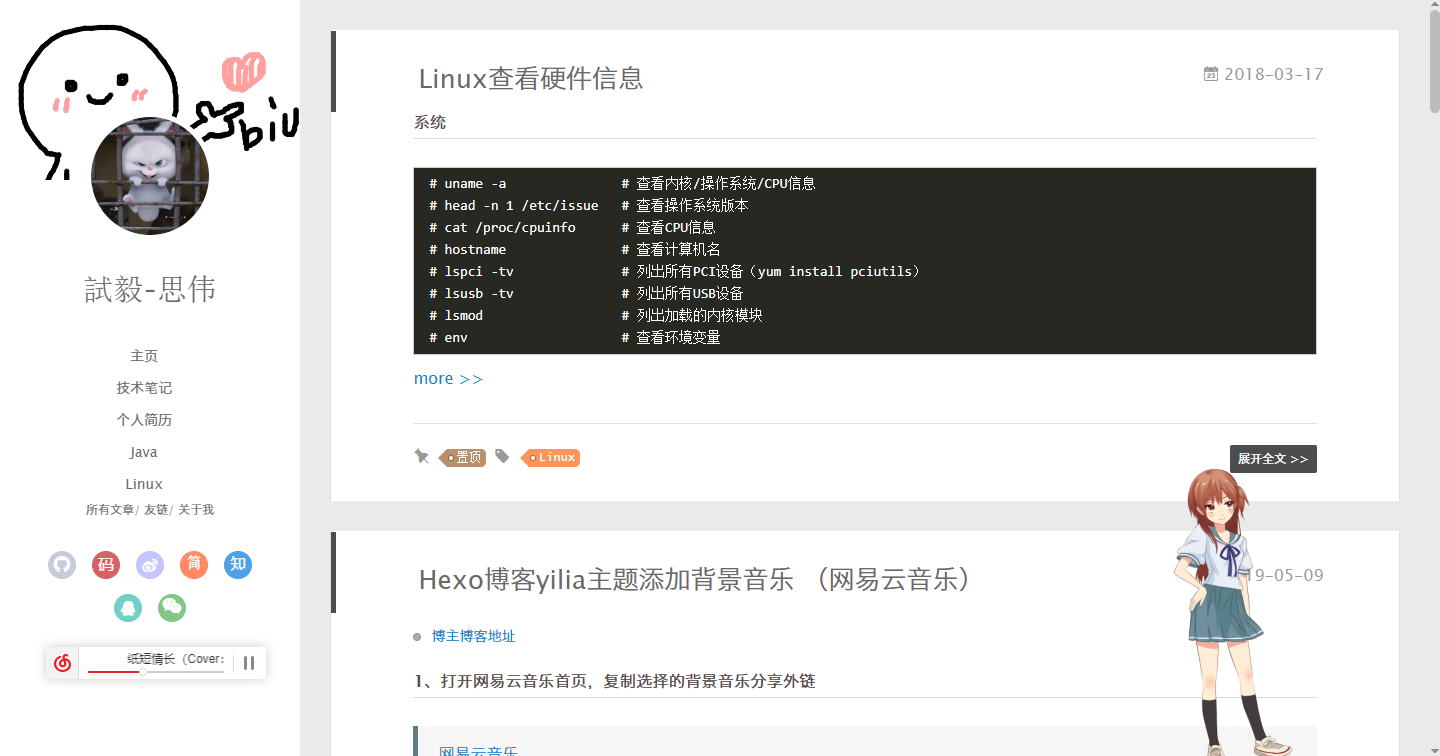 biu
試毅-思伟
主页
技术笔记
个人简历
Java
Linux
所有文章/ 友链/ 关于我
码
简
知
纸短情长（Cover:
Linux查看硬件信息
23 2018-03-17
系统
# uname -a # 查看内核/操作系统/CPU信息
# head -n 1 /etc/issue # 查看操作系统版本
# cat /proc/cpuinfo # 查看CPU信息
# hostname # 查看计算机名
# lspci -tv # 列出所有PCI设备（yum install pciutils）
# lsusb -tv # 列出所有USB设备
# lsmod # 列出加载的内核模块
# env # 查看环境变量
more >>
置顶
Linux
展开全文 >>
Hexo博客yilia主题添加背景音乐 （网易云音乐）
19-05-09
博主博客地址
1、打开网易云音乐首页，复制选择的背景音乐分享外链
网易云音乐